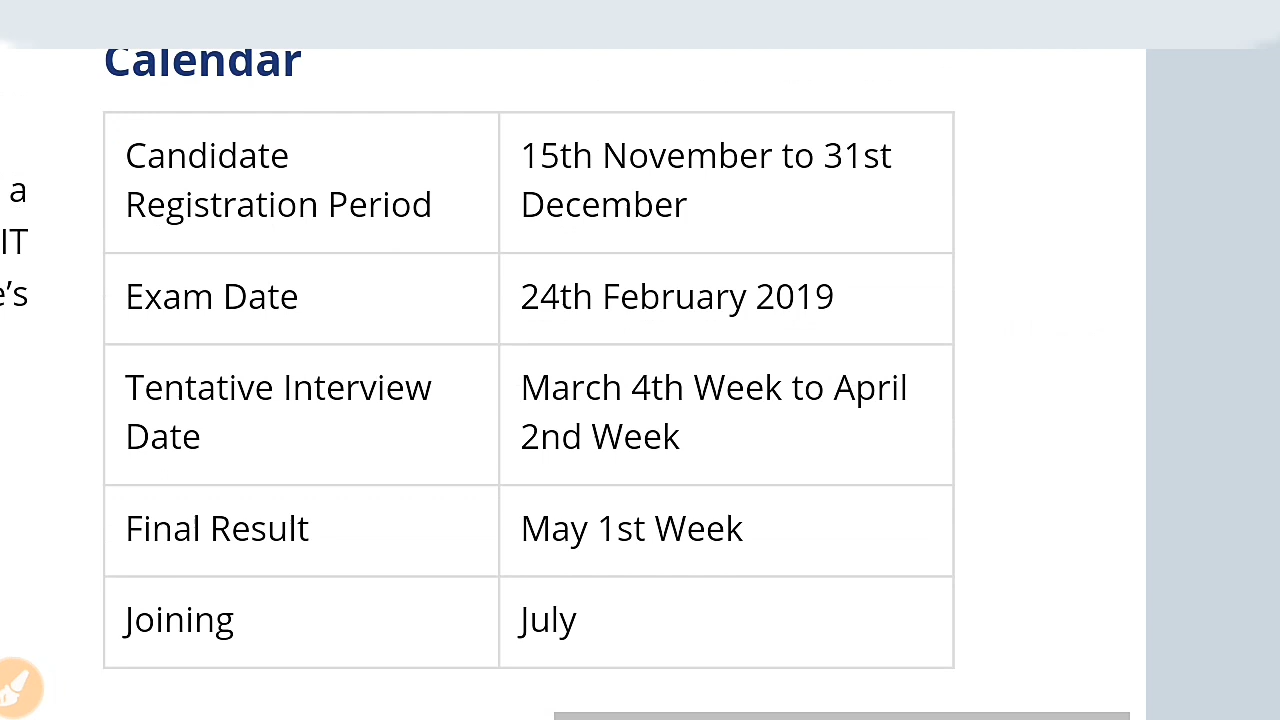 Calendar
a
IT
e’s
Candidate
Registration Period
15th November to 31st
December
Exam Date
24th February 2019
Tentative Interview
Date
March 4th Week to April
2nd Week
Final Result
May 1st Week
Joining
July